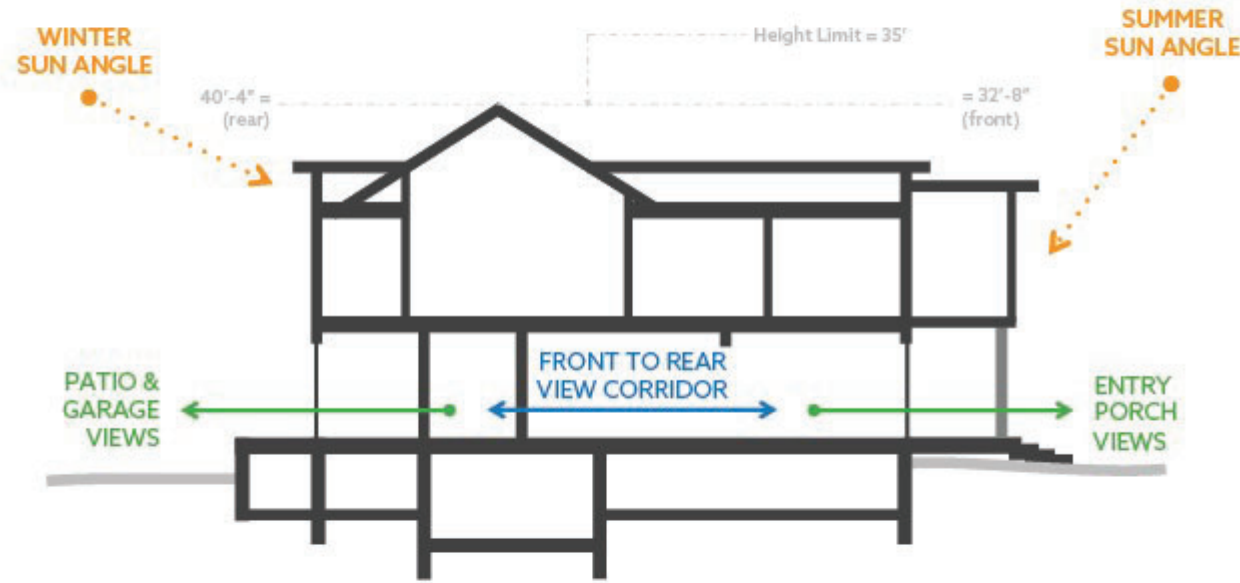 WINTER
SUN ANGLE
SUMMER
SUN ANGLE
Height Limit = 35'
40'-4" =
(rear)
= 32'-8"
(front)
PATIO &
GARAGE
VIEWS
FRONT TO REAR
VIEW CORRIDOR
ENTRY
PORCH
VIEWS